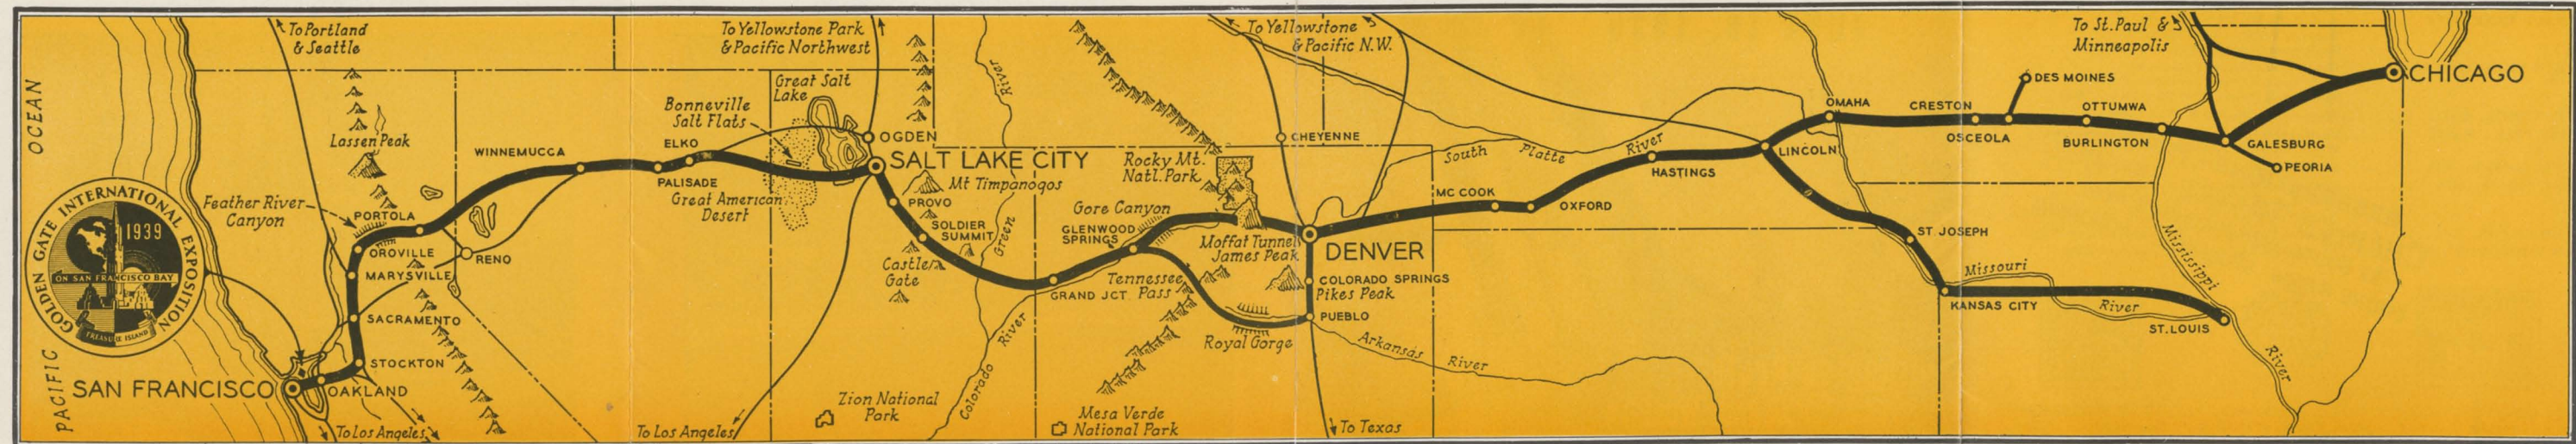 PACIFIC
OCEAN
GOLDEN GATE INTERNATIONAL EXPOSITION
1939
ON SAN FRANCISCO BAY
TREASURE ISLAND
To Portland
& Seattle
Lassen Peak
Feather River
Canyon
PORTOLA
OROVILLE
MARYSVILLE
SACRAMENTO
STOCKTON
OAKLAND
SAN FRANCISCO
To Los Angeles
RENO
WINNEMUCCA
PALISADE
ELKO
To Yellowstone Park
& Pacific Northwest
Great Salt
Lake
Bonneville
Salt Flats
Great American
Desert
OGDEN
SALT LAKE CITY
Mt Timpanogos
PROVO
SOLDIER
SUMMIT
Castle
Gate
To Los Angeles
Zion National
Park
River
Green
Colorado
River
GRAND JCT.
GLENWOOD
SPRINGS
Gore Canyon
Tennessee
Pass
Mesa Verde
National Park
Rocky Mt.
Natl. Park
Moffat Tunnel
James Peak
Royal Gorge
To Yellowstone
& Pacific N.W.
CHEYENNE
DENVER
COLORADO SPRINGS
Pikes Peak
PUEBLO
Arkansas River
To Texas
South Platte River
MC COOK
OXFORD
HASTINGS
LINCOLN
OMAHA
ST. JOSEPH
KANSAS CITY
Missouri
River
ST. LOUIS
CRESTON
OSCEOLA
DES MOINES
OTTUMWA
BURLINGTON
To St. Paul &
Minneapolis
GALESBURG
PEORIA
CHICAGO
Mississippi
River